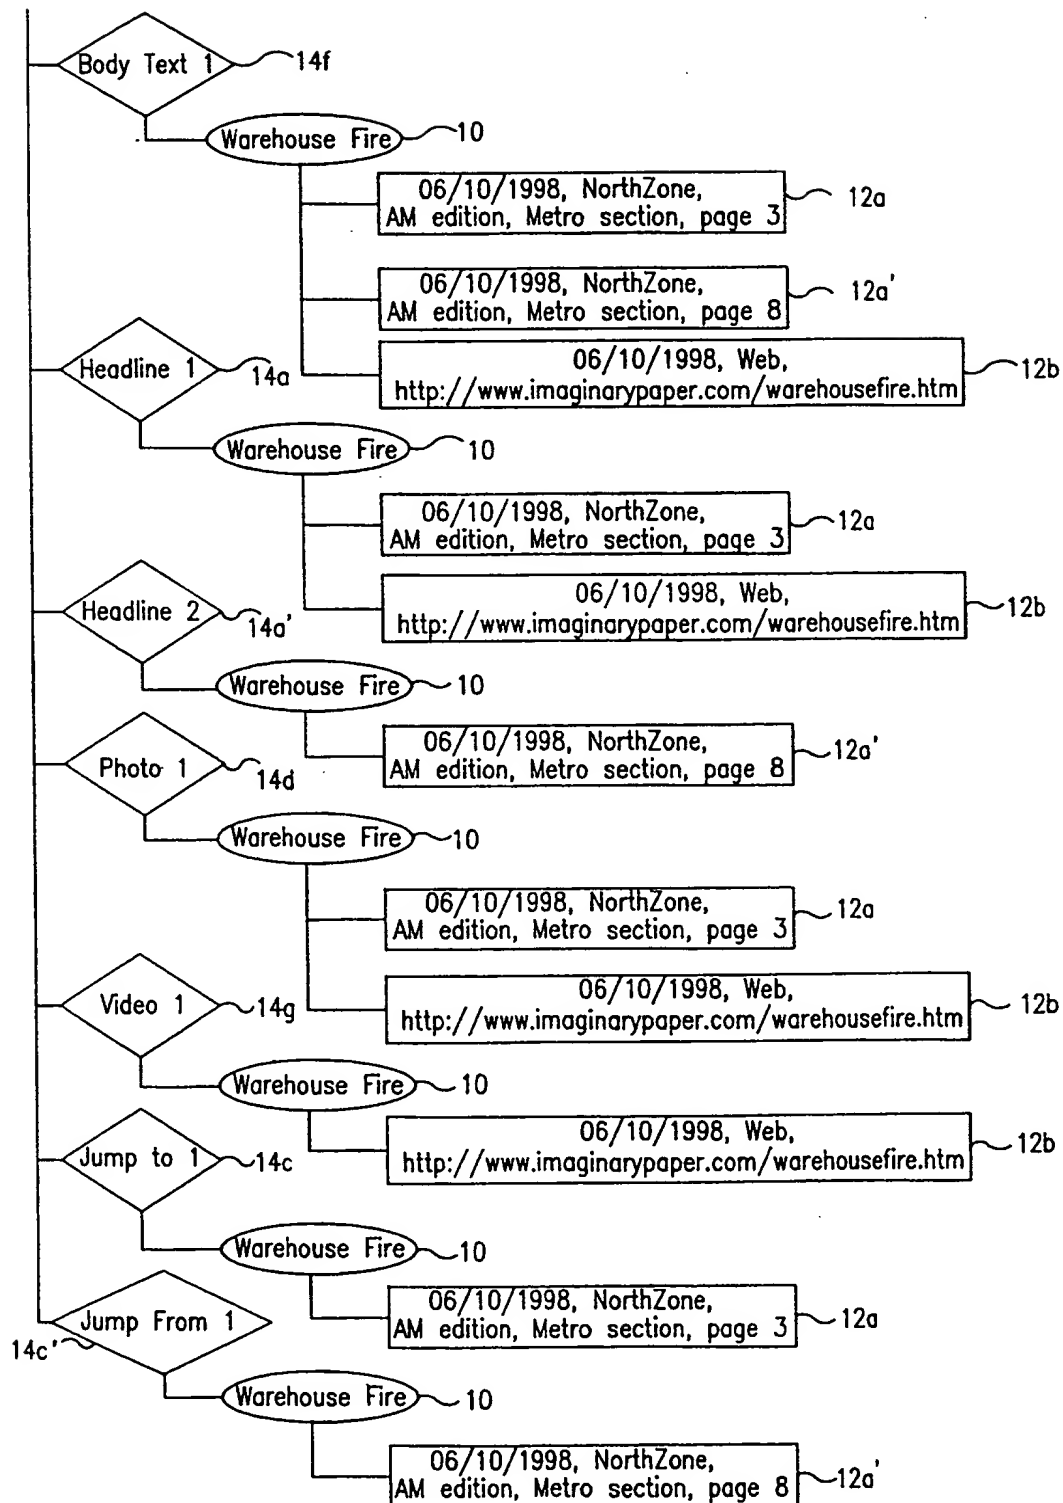 Body Text 1
14f
Warehouse Fire
10
06/10/1998, NorthZone,
AM edition, Metro section, page 3
12a
06/10/1998, NorthZone,
AM edition, Metro section, page 8
12a'
Headline 1
14a
06/10/1998, Web,
http://www.imaginarypaper.com/warehousefire.htm
12b
Warehouse Fire
10
06/10/1998, NorthZone,
AM edition, Metro section, page 3
12a
Headline 2
14a'
06/10/1998, Web,
http://www.imaginarypaper.com/warehousefire.htm
12b
Warehouse Fire
10
06/10/1998, NorthZone,
AM edition, Metro section, page 8
12a'
Photo 1
14d
Warehouse Fire
10
06/10/1998, NorthZone,
AM edition, Metro section, page 3
12a
Video 1
14g
06/10/1998, Web,
http://www.imaginarypaper.com/warehousefire.htm
12b
Warehouse Fire
10
06/10/1998, Web,
http://www.imaginarypaper.com/warehousefire.htm
12b
Jump to 1
14c
Warehouse Fire
10
06/10/1998, NorthZone,
AM edition, Metro section, page 3
12a
Jump From 1
14c'
Warehouse Fire
10
06/10/1998, NorthZone,
AM edition, Metro section, page 8
12a'